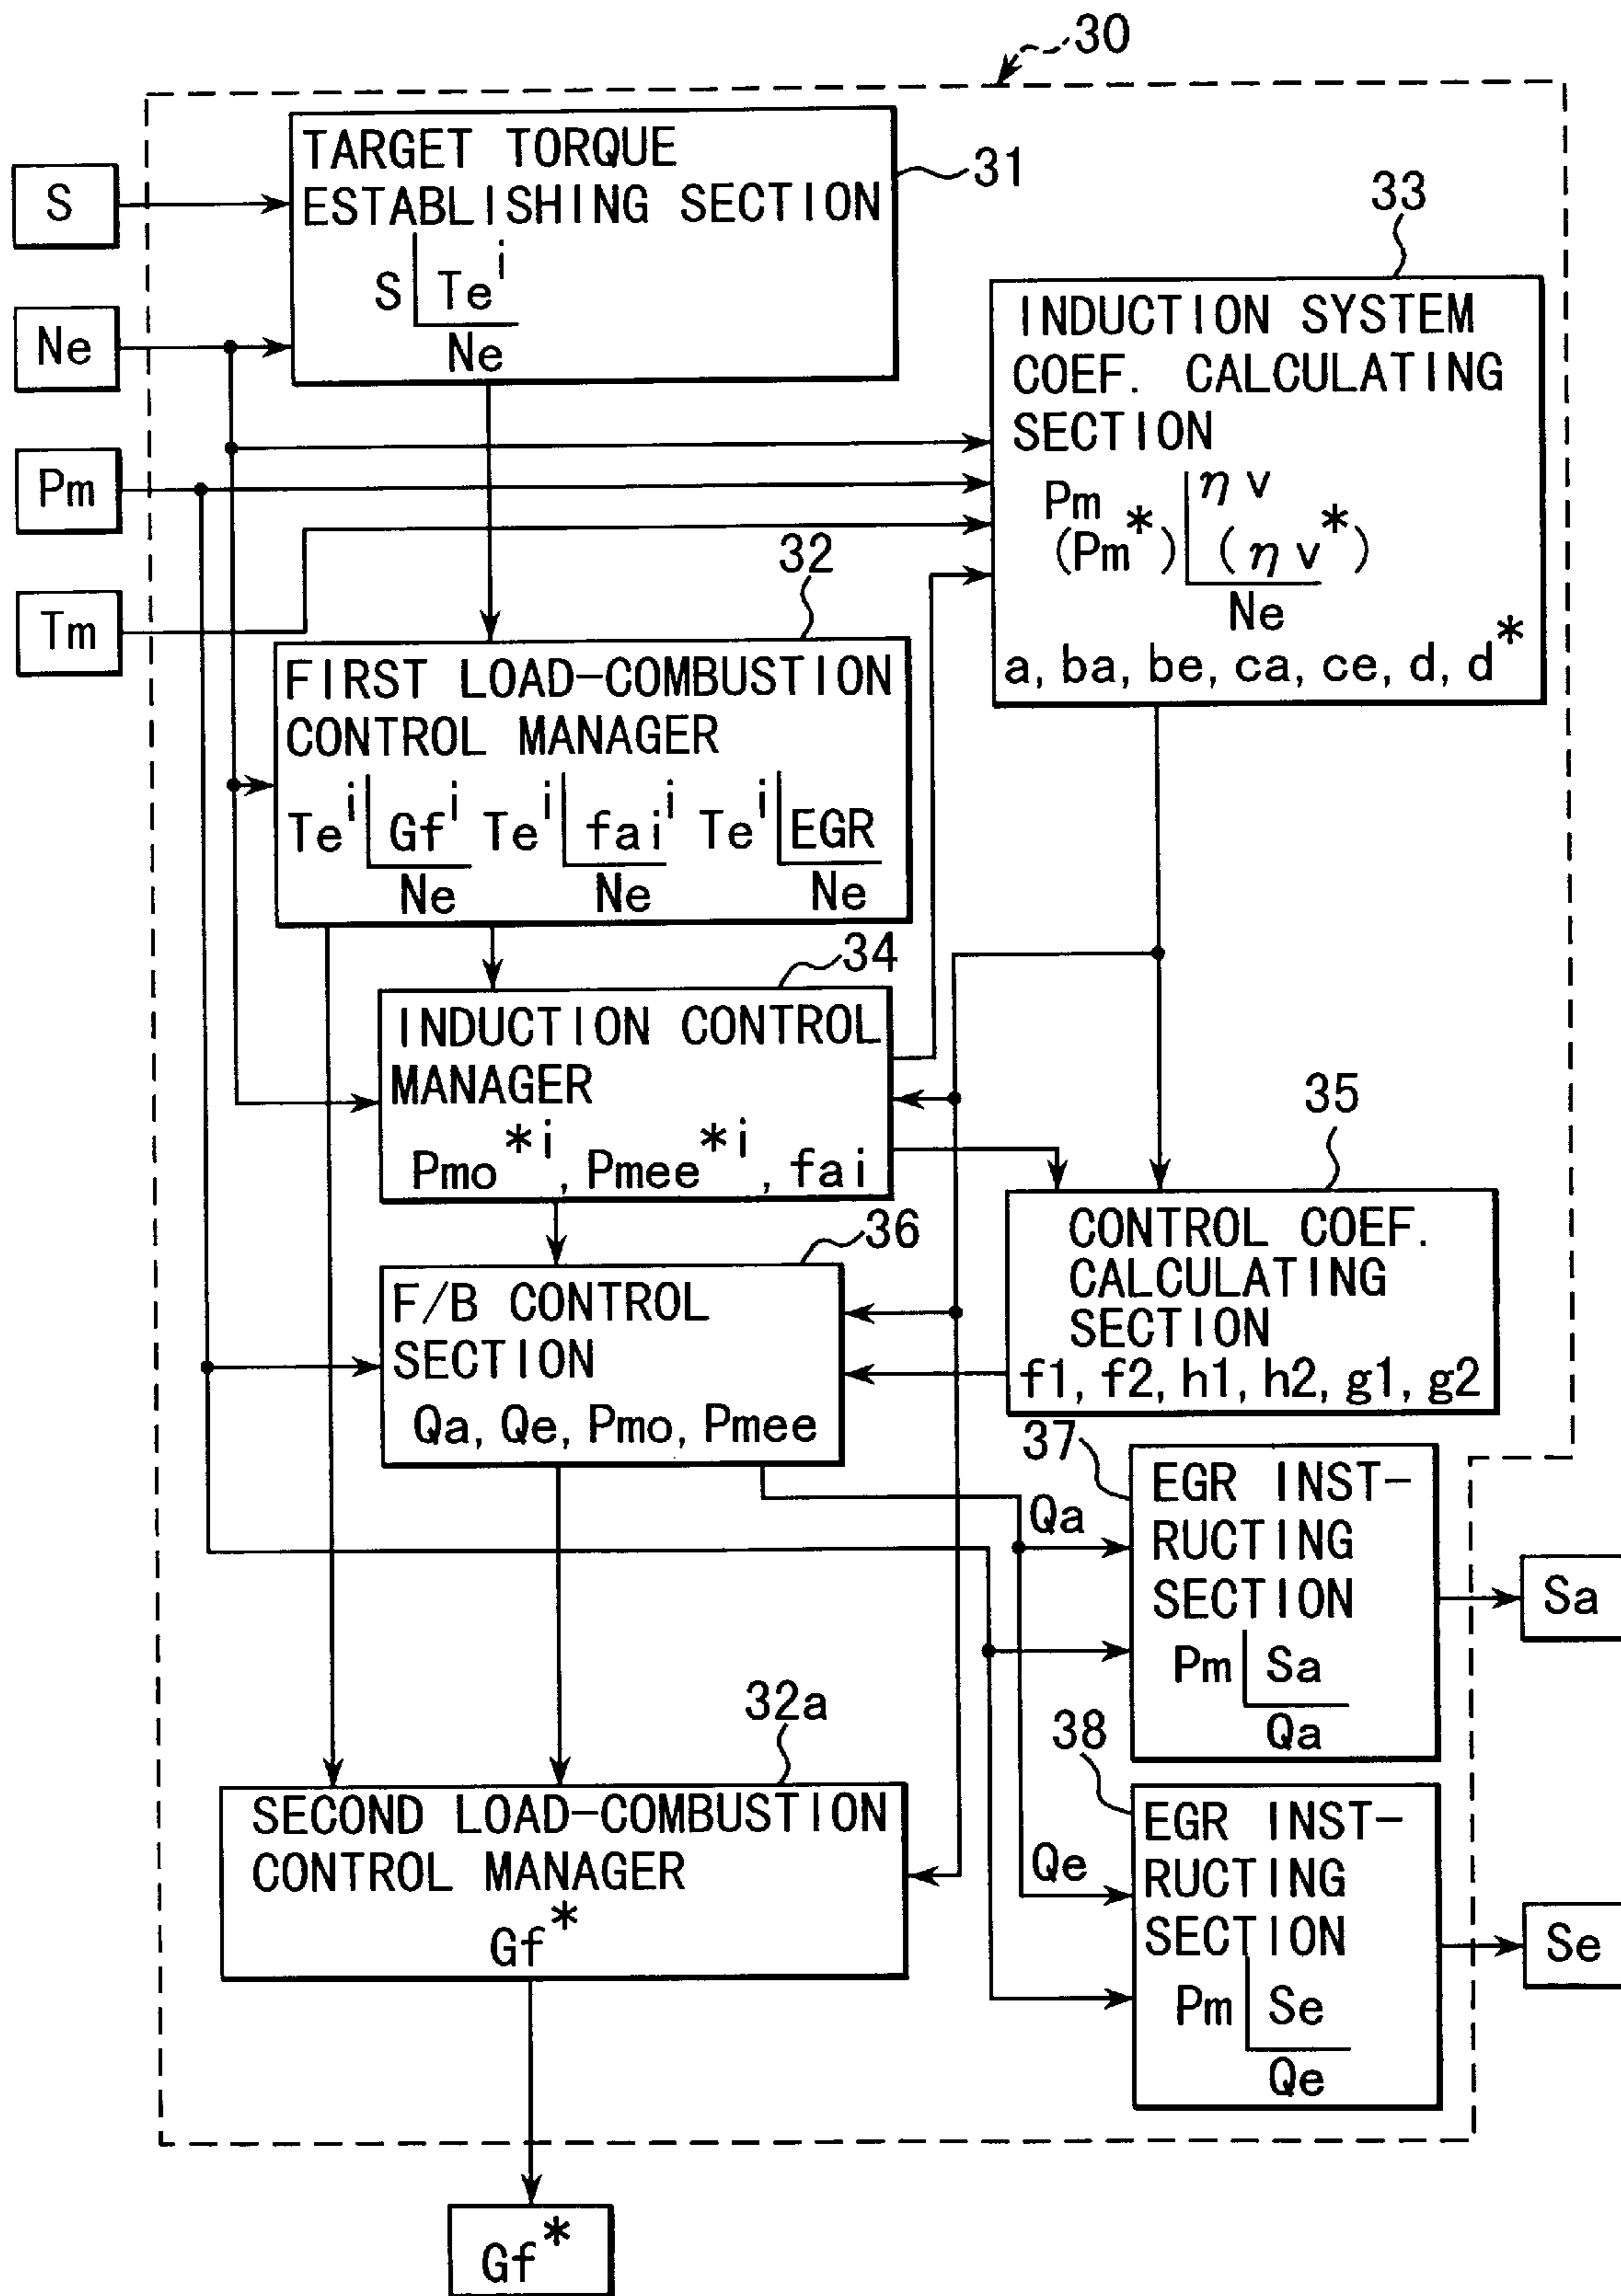 30
TARGET TORQUE
ESTABLISHING SECTION
S Te^i
Ne
31
S
Ne
Pm
Tm
33
INDUCTION SYSTEM
COEF. CALCULATING
SECTION
Pm ηv
(Pm*) (ηv*)
Ne
a, ba, be, ca, ce, d, d*
32
FIRST LOAD-COMBUSTION
CONTROL MANAGER
Te^i Gf^i Te^i fai^i Te^i EGR
Ne Ne Ne
34
INDUCTION CONTROL
MANAGER
Pmo*^i, Pmee*^i, fai
35
CONTROL COEF.
CALCULATING
SECTION
f1, f2, h1, h2, g1, g2
36
F/B CONTROL
SECTION
Qa, Qe, Pmo, Pmee
37
Qa
EGR INST-
RUCTING
SECTION
Pm Sa
Qa
Sa
32a
SECOND LOAD-COMBUSTION
CONTROL MANAGER
Gf*
38
Qe
EGR INST-
RUCTING
SECTION
Pm Se
Qe
Se
Gf*